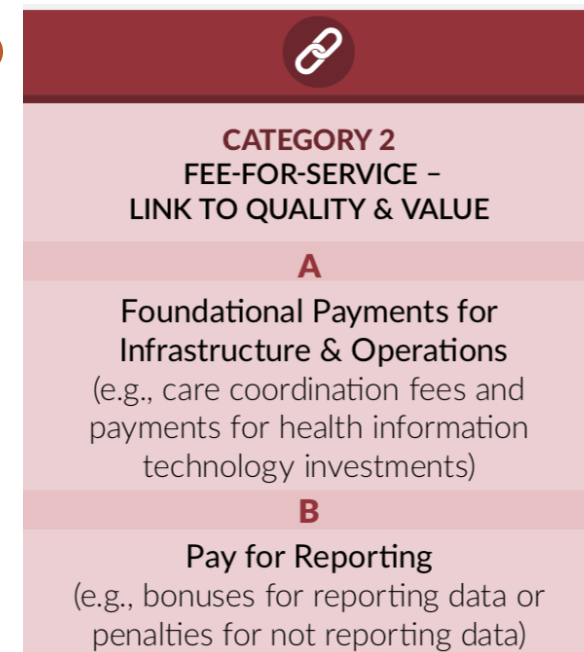 CATEGORY 2
FEE-FOR-SERVICE –
LINK TO QUALITY & VALUE
A
Foundational Payments for
Infrastructure & Operations
(e.g., care coordination fees and
payments for health information
technology investments)
B
Pay for Reporting
(e.g., bonuses for reporting data or
penalties for not reporting data)